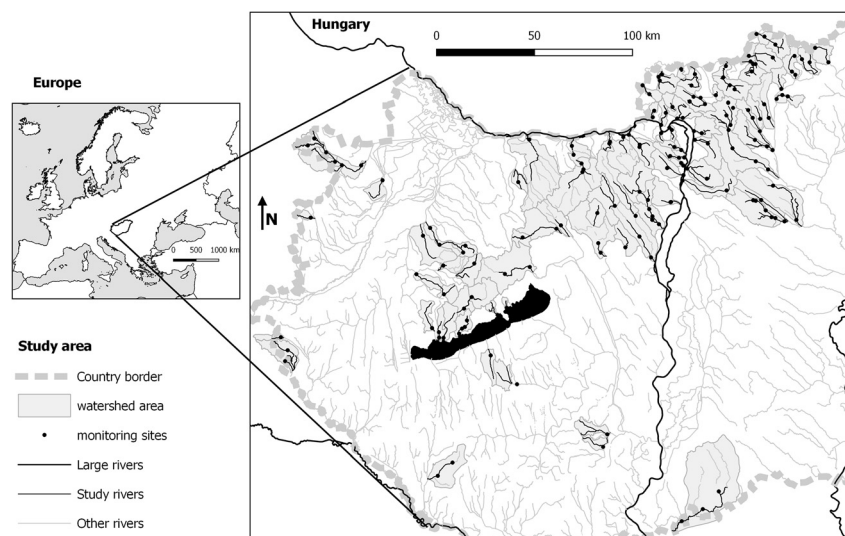 Hungary
0 50 100 km
Europe
N
0 500 1000 km
Study area
Country border
watershed area
monitoring sites
Large rivers
Study rivers
Other rivers